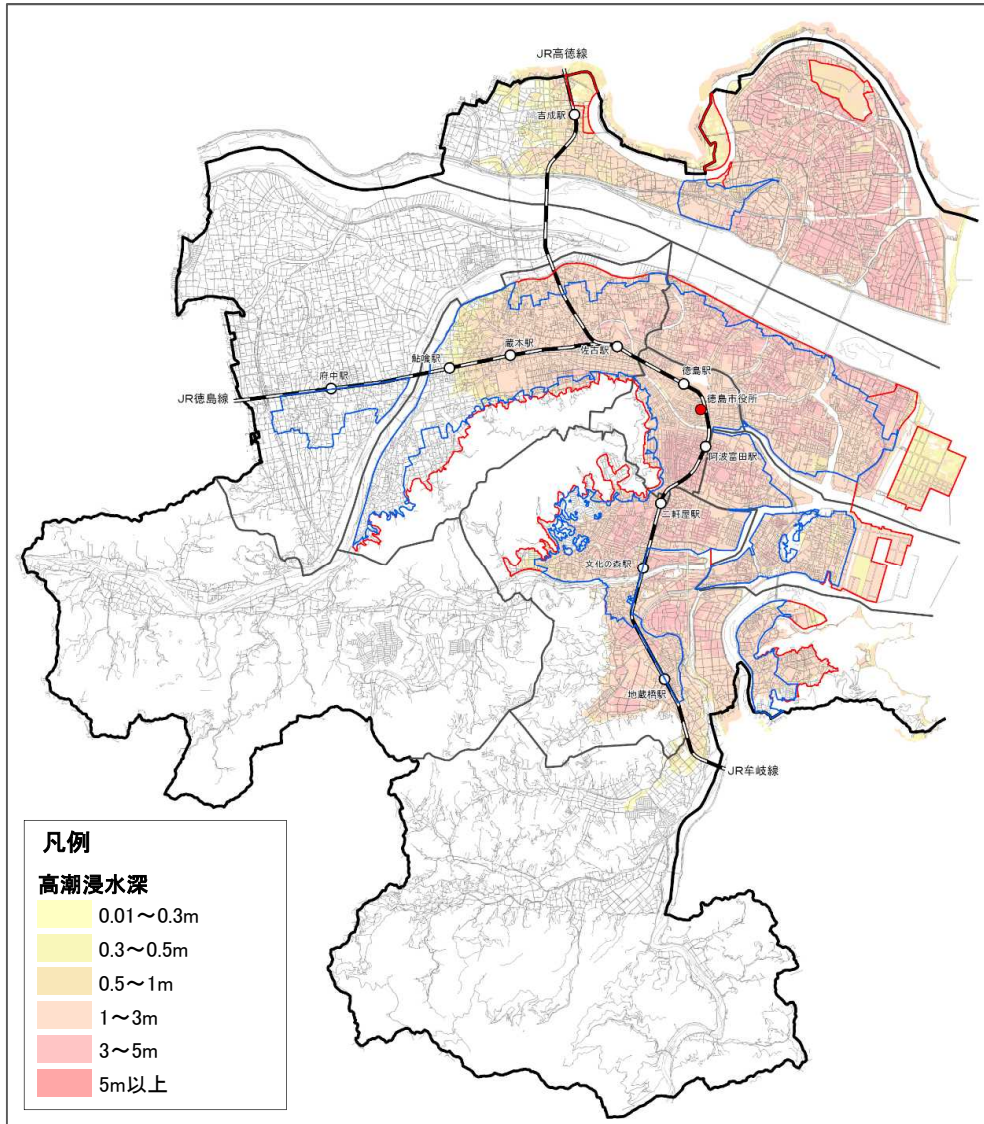 JR高徳線
吉成駅
蔵本駅
佐古駅
鮎喰駅
府中駅
徳島駅
JR徳島線
徳島市役所
阿波富田駅
二軒屋駅
文化の森駅
地蔵橋駅
JR牟岐線
凡例
高潮浸水深
0.01～0.3m
0.3～0.5m
0.5～1m
1～3m
3～5m
5m以上